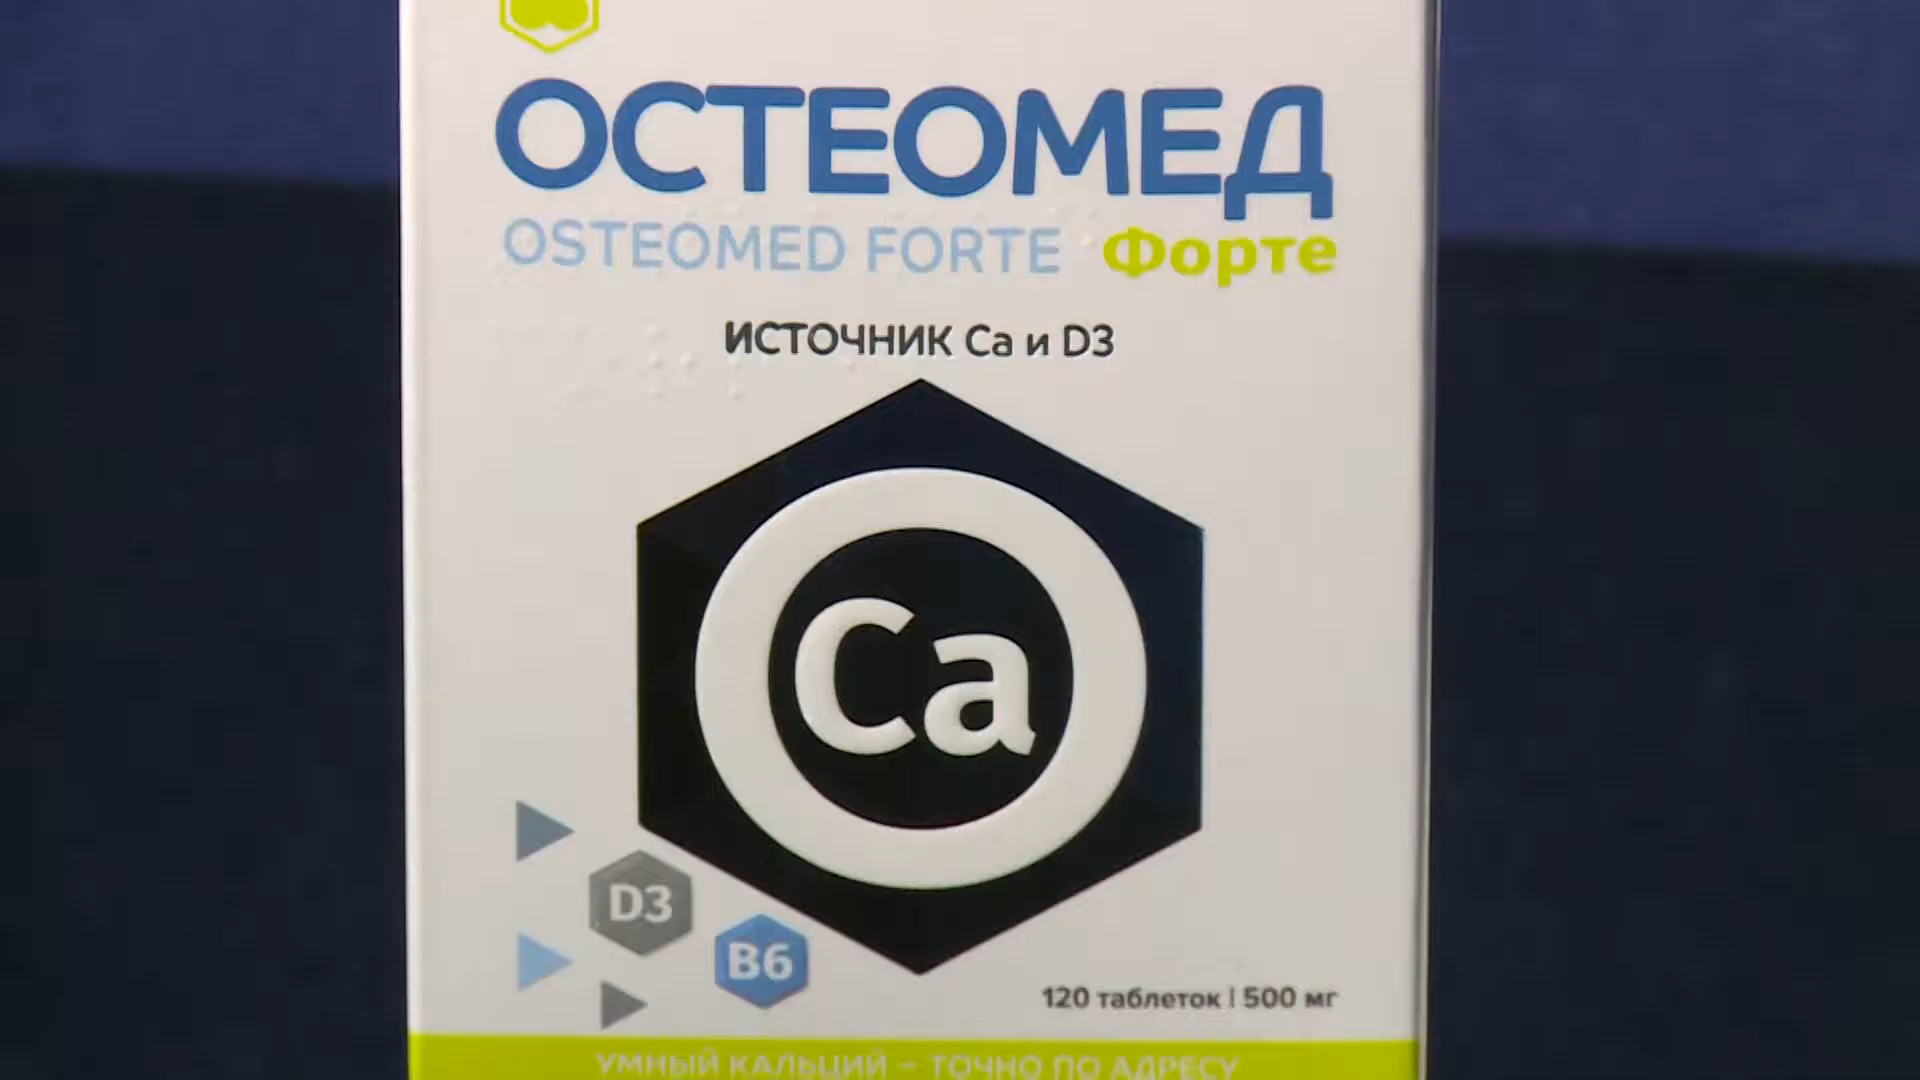 ОСТЕОМЕД
OSTEOMED FORTE Форте
ИСТОЧНИК Ca и D3
Ca
D3
B6
120 таблеток | 500 мг
УМНЫЙ КАЛЬЦИЙ – ТОЧНО ПО АДРЕСУ